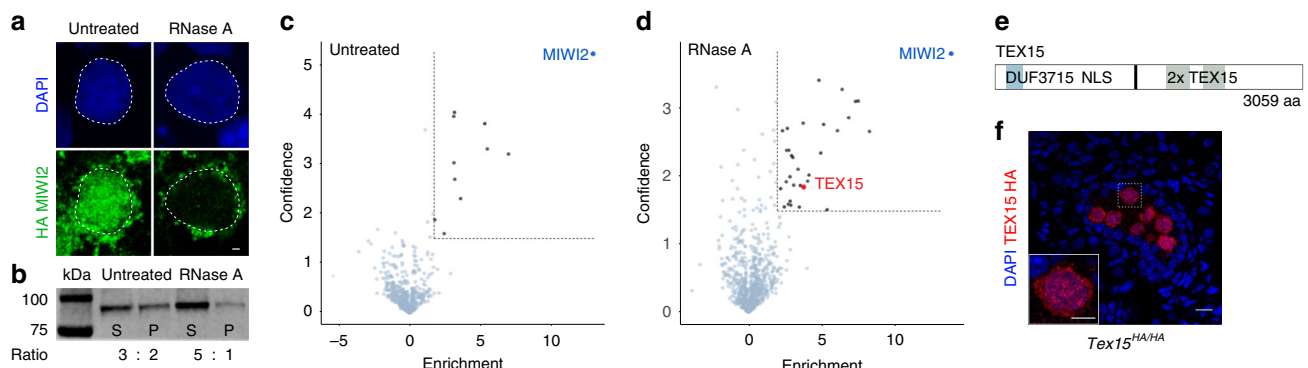 a
Untreated
RNase A
DAPI
HA MIWI2
b
kDa
Untreated
RNase A
100
75
S
P
S
P
Ratio
3 : 2
5 : 1
c
Untreated
MIWI2
5
4
3
2
1
0
Confidence
−5
0
5
10
Enrichment
d
RNase A
MIWI2
TEX15
3
2
1
0
Confidence
0
5
10
Enrichment
e
TEX15
DUF3715 NLS
2x TEX15
3059 aa
f
DAPI TEX15 HA
Tex15HA/HA